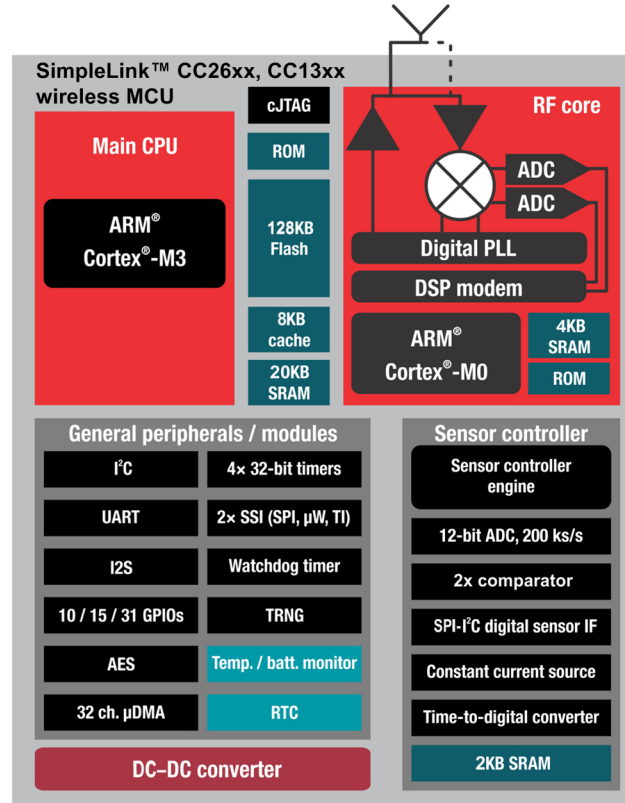 SimpleLink™ CC26xx, CC13xx
wireless MCU
cJTAG
RF core
Main CPU
ROM
ADC
ADC
ARM®
Cortex®-M3
128KB
Flash
Digital PLL
DSP modem
8KB
cache
ARM®
Cortex®-M0
4KB
SRAM
20KB
SRAM
ROM
General peripherals / modules
I²C
4× 32-bit timers
UART
2× SSI (SPI, µW, TI)
I2S
Watchdog timer
10 / 15 / 31 GPIOs
TRNG
AES
Temp. / batt. monitor
32 ch. µDMA
RTC
DC–DC converter
Sensor controller
Sensor controller
engine
12-bit ADC, 200 ks/s
2x comparator
SPI-I²C digital sensor IF
Constant current source
Time-to-digital converter
2KB SRAM